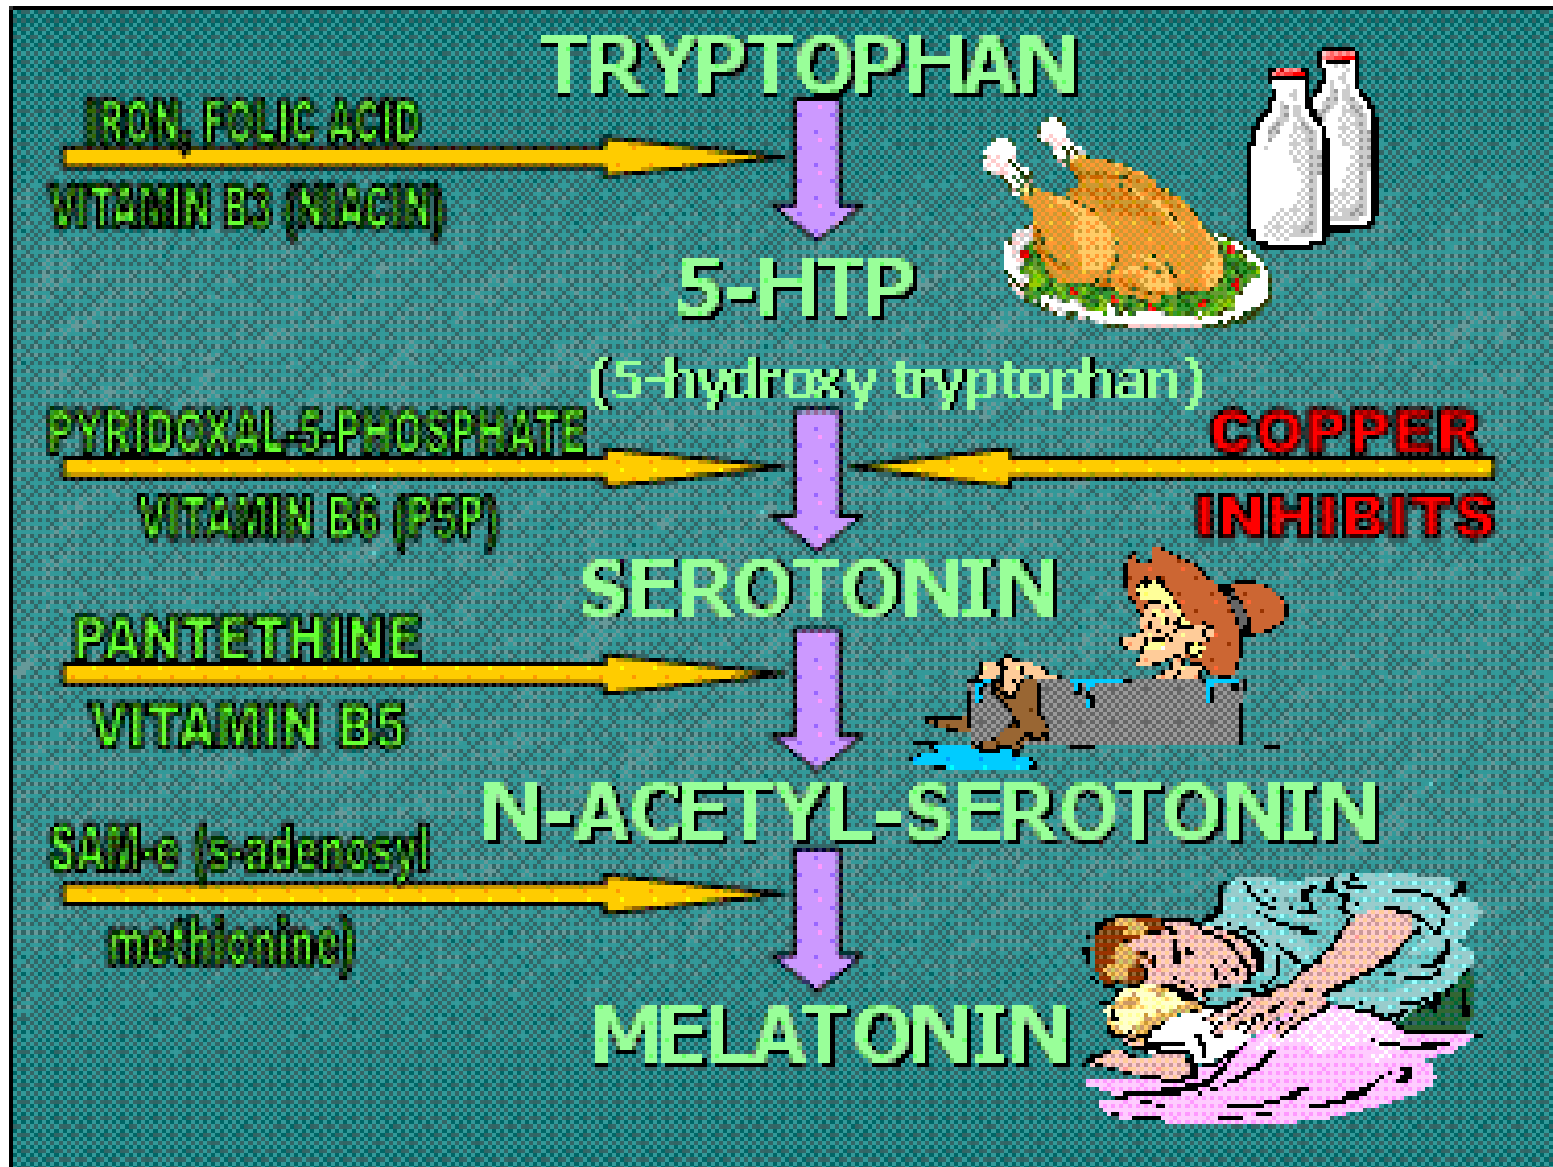 TRYPTOPHAN
IRON, FOLIC ACID
VITAMIN B3 (NIACIN)
5-HTP
(5-hydroxy tryptophan)
PYRIDOXAL-5-PHOSPHATE
VITAMIN B6 (P5P)
COPPER
INHIBITS
SEROTONIN
PANTETHINE
VITAMIN B5
N-ACETYL-SEROTONIN
SAM-e (s-adenosyl
methionine)
MELATONIN